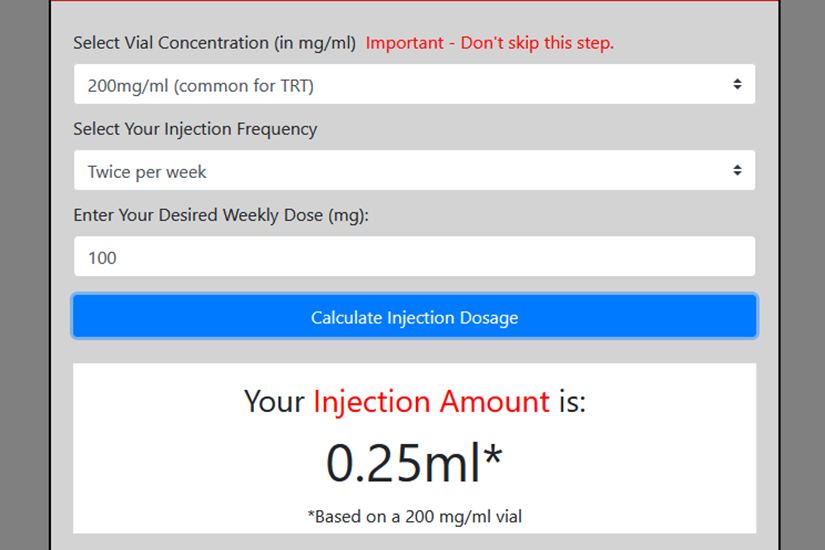 Select Vial Concentration (in mg/ml) Important - Don't skip this step.
200mg/ml (common for TRT)
Select Your Injection Frequency
Twice per week
Enter Your Desired Weekly Dose (mg):
100
Calculate Injection Dosage
Your Injection Amount is:
0.25ml*
*Based on a 200 mg/ml vial